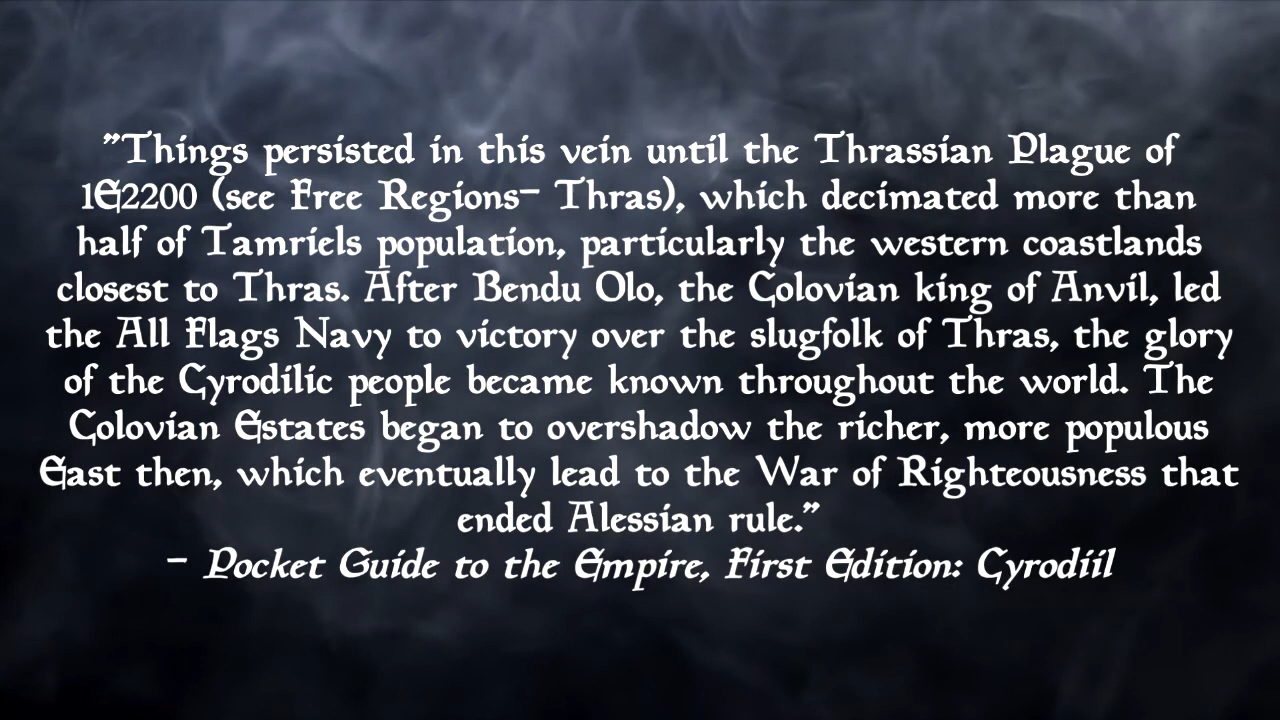 "Things persisted in this vein until the Thrassian Plague of
1E2200 (see Free Regions– Thras), which decimated more than
half of Tamriels population, particularly the western coastlands
closest to Thras. After Bendu Olo, the Colovian king of Anvil, led
the All Flags Navy to victory over the slugfolk of Thras, the glory
of the Cyrodilic people became known throughout the world. The
Colovian Estates began to overshadow the richer, more populous
East then, which eventually lead to the War of Righteousness that
ended Alessian rule."
– Pocket Guide to the Empire, First Edition: Cyrodiil